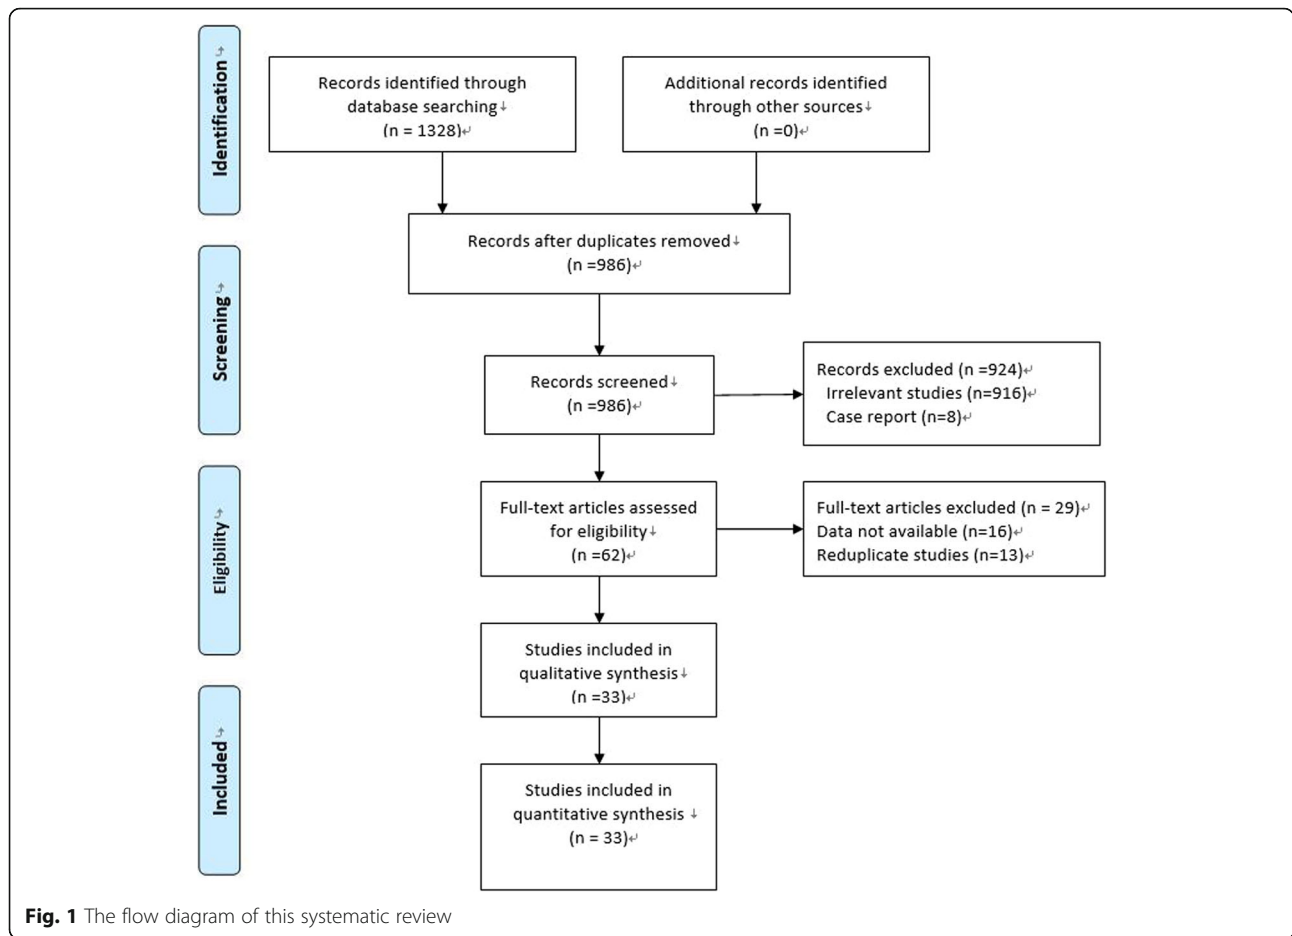 Identification
Records identified through
database searching↓
(n = 1328)↵
Additional records identified
through other sources↓
(n =0)↵
Records after duplicates removed↓
(n =986)↵
Screening
Records screened↓
(n =986)↵
Records excluded (n =924)↵
Irrelevant studies (n=916)↵
Case report (n=8)↵
Eligibility
Full-text articles assessed
for eligibility↓
(n =62)↵
Full-text articles excluded (n = 29)↵
Data not available (n=16)↵
Reduplicate studies (n=13)↵
Studies included in
qualitative synthesis↓
(n =33)↵
Included
Studies included in
quantitative synthesis ↓
(n = 33)↵
Fig. 1 The flow diagram of this systematic review